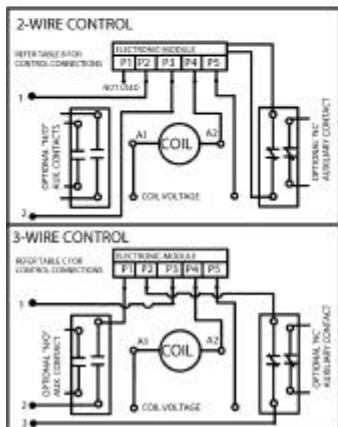 2-WIRE CONTROL
REFER TABLE B FOR
CONTROL CONNECTIONS
ELECTRONIC MODULE
P1 P2 P3 P4 P5
NOT USED
1
OPTIONAL "N/O"
AUX. CONTACTS
A1
COIL
A2
COIL VOLTAGE
OPTIONAL "NC"
AUXILIARY CONTACT
2
3-WIRE CONTROL
REFER TABLE C FOR
CONTROL CONNECTIONS
ELECTRONIC MODULE
P1 P2 P3 P4 P5
1
OPTIONAL "N/O"
AUX. CONTACT
A1
COIL
A2
COIL VOLTAGE
OPTIONAL "NC"
AUXILIARY CONTACT
2
3